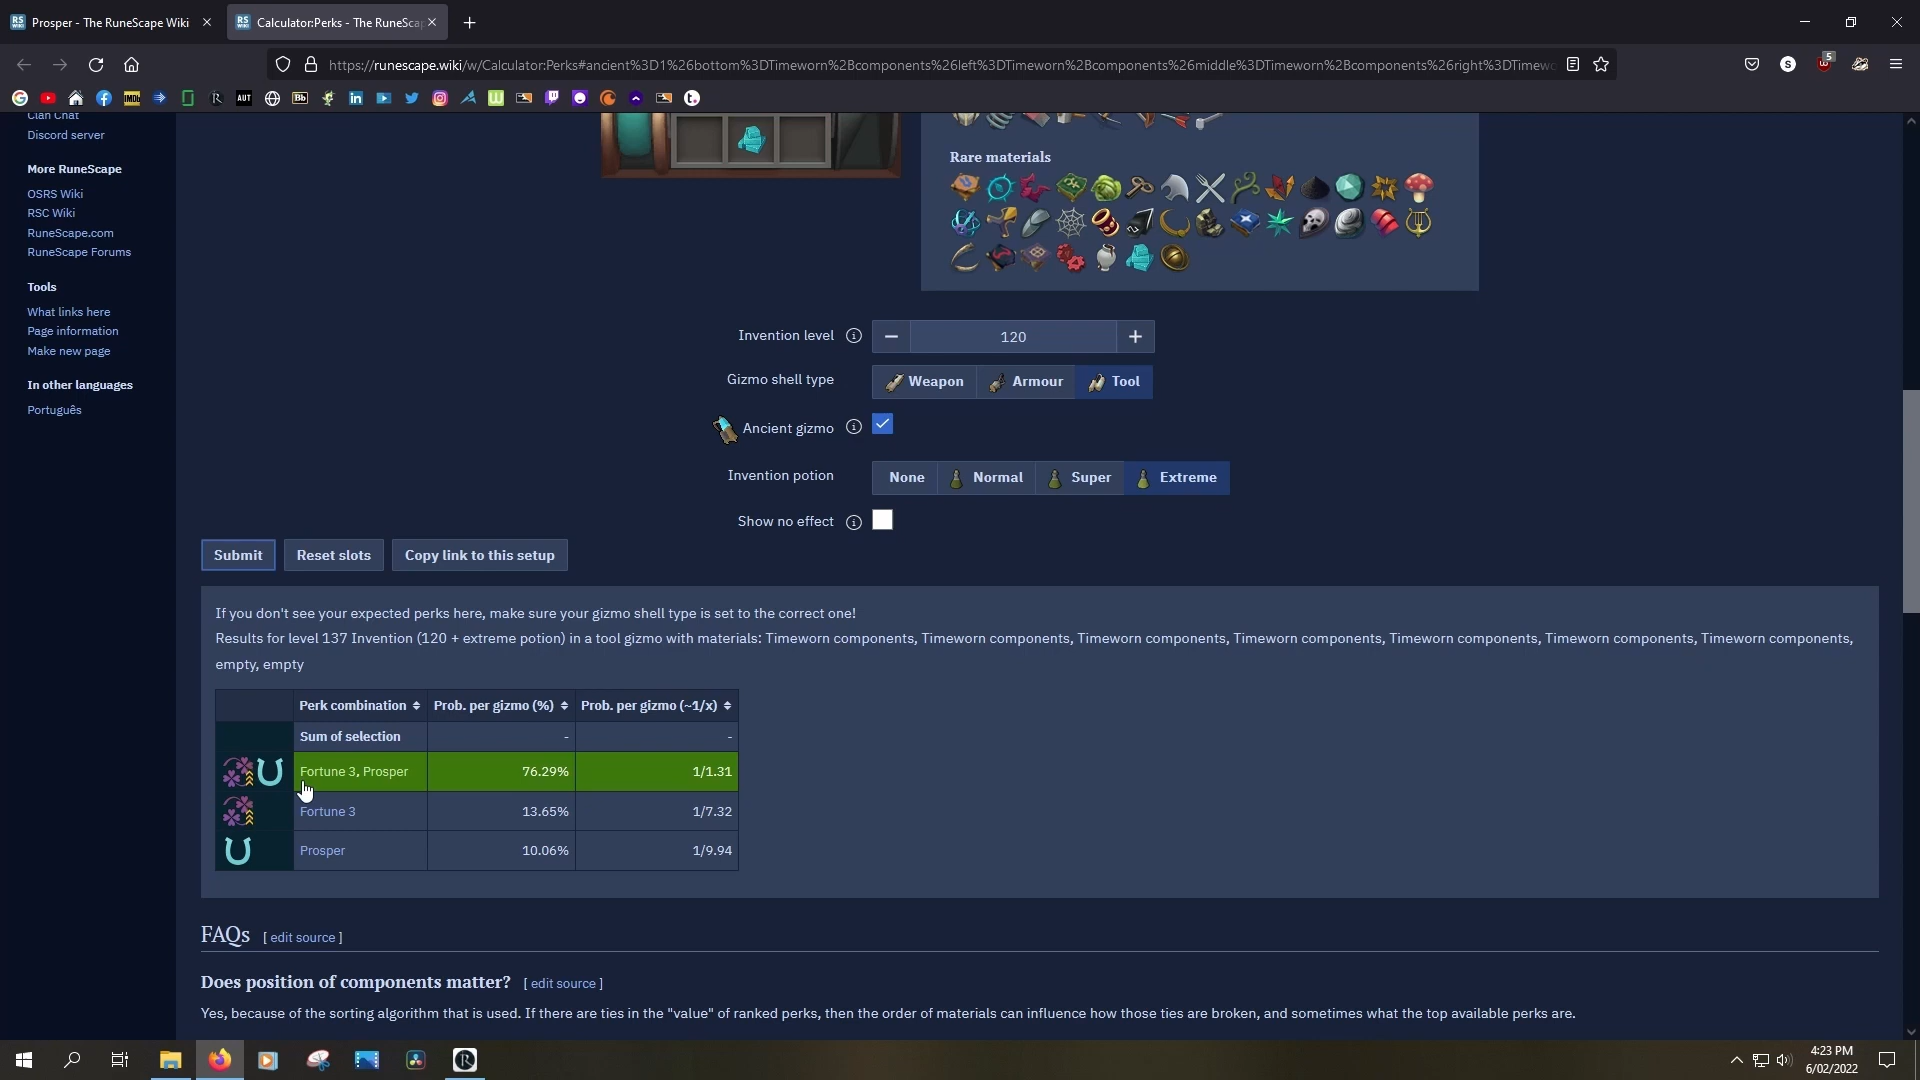 Prosper - The RuneScape Wiki
Calculator:Perks - The RuneScap
https://runescape.wiki/w/Calculator:Perks#ancient%3D1%26bottom%3DTimeworn%2Bcomponents%26left%3DTimeworn%2Bcomponents%26middle%3DTimeworn%2Bcomponents%26right%3DTimewo
5
S
IMDb
R
AUT
Bb
W
t.
Clan Chat
Discord server
More RuneScape
OSRS Wiki
RSC Wiki
RuneScape.com
RuneScape Forums
Tools
What links here
Page information
Make new page
In other languages
Português
Rare materials
Invention level
120
Gizmo shell type
Weapon
Armour
Tool
Ancient gizmo
Invention potion
None
Normal
Super
Extreme
Show no effect
Submit
Reset slots
Copy link to this setup
If you don't see your expected perks here, make sure your gizmo shell type is set to the correct one!
Results for level 137 Invention (120 + extreme potion) in a tool gizmo with materials: Timeworn components, Timeworn components, Timeworn components, Timeworn components, Timeworn components, Timeworn components, Timeworn components,
empty, empty
Perk combination Prob. per gizmo (%) Prob. per gizmo (~1/x)
Sum of selection - -
Fortune 3, Prosper 76.29% 1/1.31
Fortune 3 13.65% 1/7.32
Prosper 10.06% 1/9.94
FAQs [ edit source ]
Does position of components matter? [ edit source ]
Yes, because of the sorting algorithm that is used. If there are ties in the "value" of ranked perks, then the order of materials can influence how those ties are broken, and sometimes what the top available perks are.
4:23 PM
6/02/2022